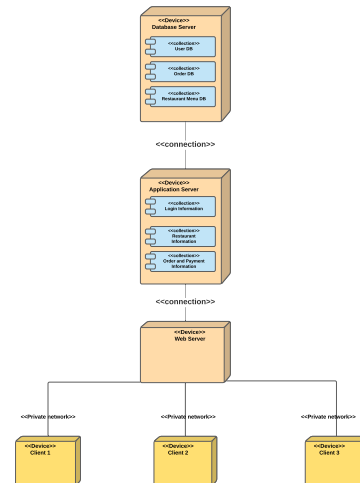 <<Device>>
Database Server
<<collection>>
User DB
<<collection>>
Order DB
<<collection>>
Restaurant Menu DB
<<connection>>
<<Device>>
Application Server
<<collection>>
Login Information
<<collection>>
Restaurant
Information
<<collection>>
Order and Payment
Information
<<connection>>
<<Device>>
Web Server
<<Private network>>
<<Private network>>
<<Private network>>
<<Device>>
Client 1
<<Device>>
Client 2
<<Device>>
Client 3